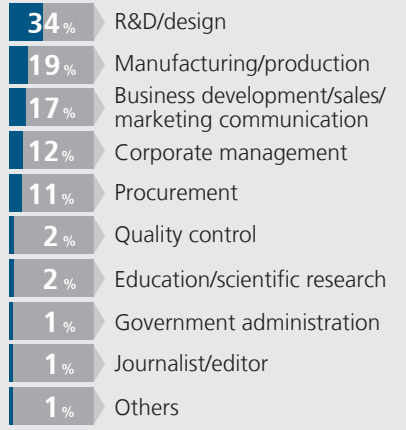 34% R&D/design
19% Manufacturing/production
17% Business development/sales/
marketing communication
12% Corporate management
11% Procurement
2% Quality control
2% Education/scientific research
1% Government administration
1% Journalist/editor
1% Others